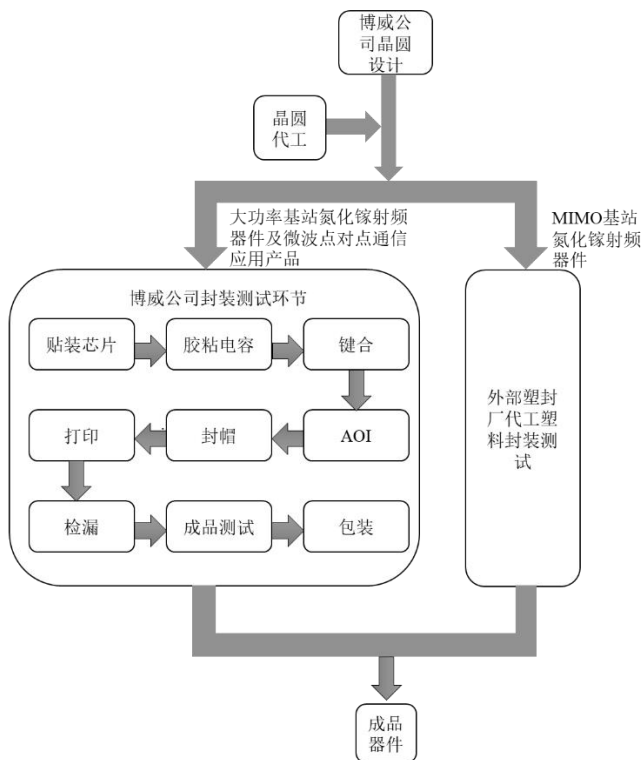 博威公
司晶圆
设计
晶圆
代工
大功率基站氮化镓射频
器件及微波点对点通信
应用产品
MIMO基站
氮化镓射频
器件
博威公司封装测试环节
贴装芯片
胶粘电容
键合
打印
封帽
AOI
检漏
成品测试
包装
外部塑封
厂代工塑
料封装测
试
成品
器件